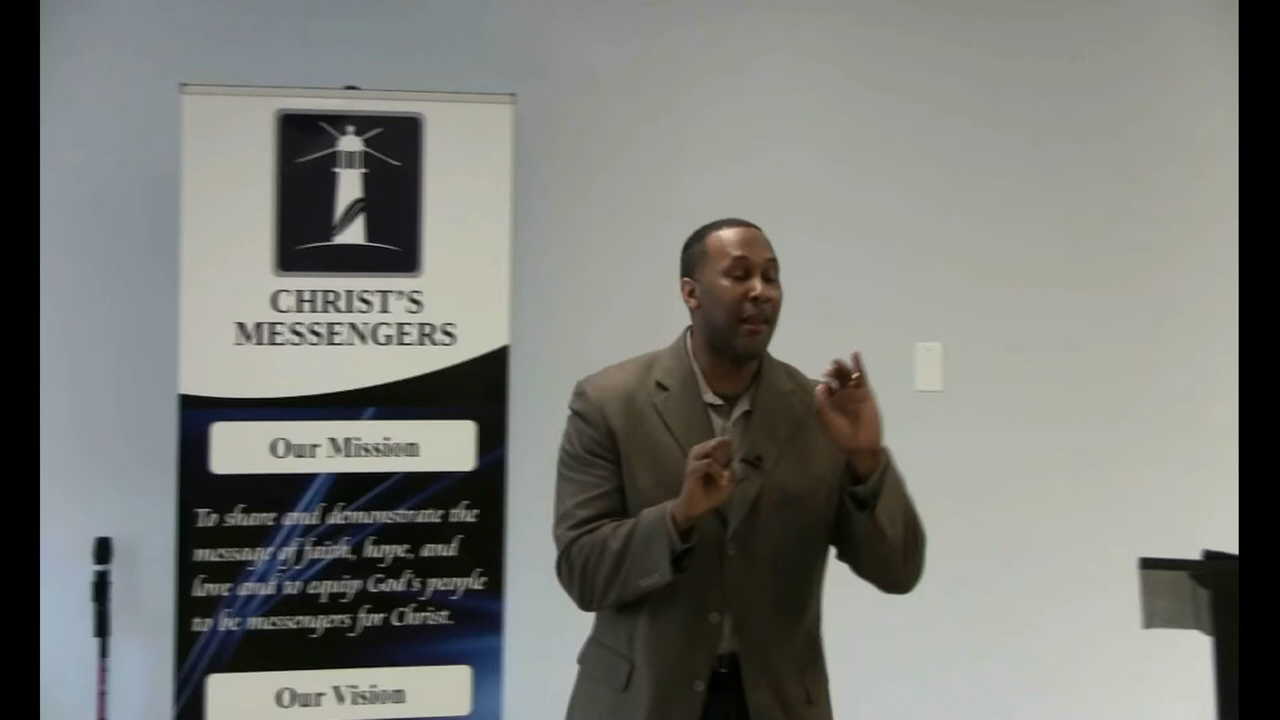 CHRIST'S
MESSENGERS
Our Mission
To share and demonstrate the
message of faith, hope, and
love and to equip God's people
to be messengers for Christ.
Our Vision